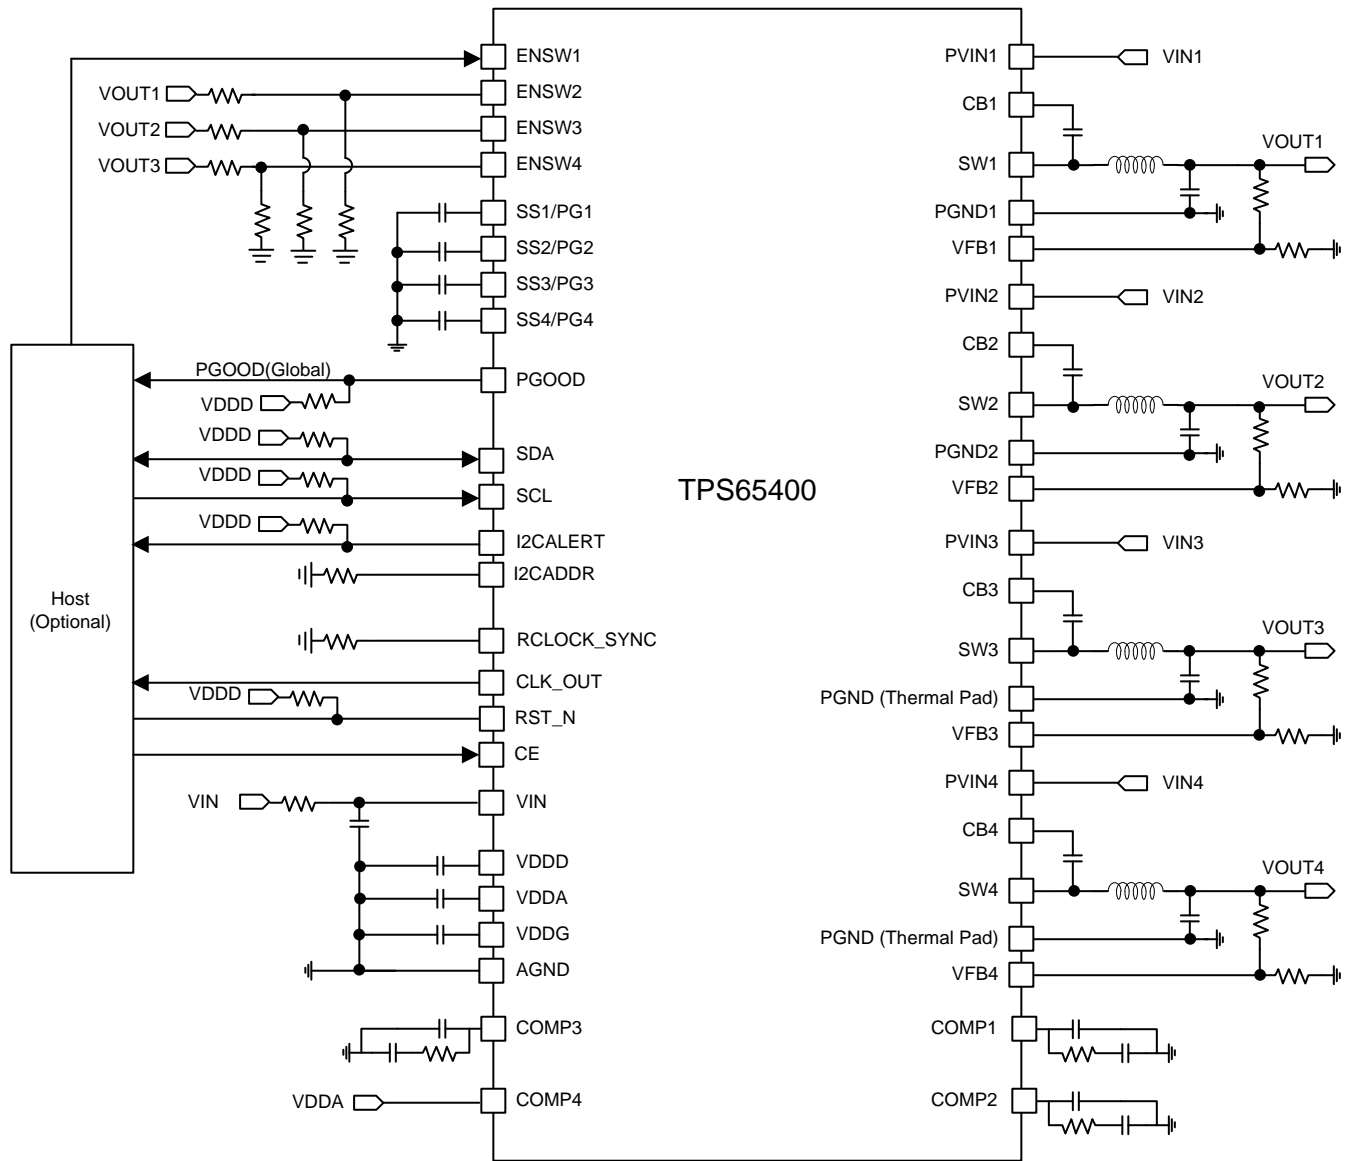 ENSW1
VOUT1
ENSW2
VOUT2
ENSW3
VOUT3
ENSW4
SS1/PG1
SS2/PG2
SS3/PG3
SS4/PG4
PGOOD(Global)
PGOOD
VDDD
VDDD
SDA
VDDD
SCL
VDDD
I2CALERT
I2CADDR
Host
(Optional)
RCLOCK_SYNC
CLK_OUT
VDDD
RST_N
CE
VIN
VIN
VDDD
VDDA
VDDG
AGND
COMP3
VDDA
COMP4
TPS65400
PVIN1
VIN1
CB1
SW1
VOUT1
PGND1
VFB1
PVIN2
VIN2
CB2
SW2
VOUT2
PGND2
VFB2
PVIN3
VIN3
CB3
SW3
VOUT3
PGND (Thermal Pad)
VFB3
PVIN4
VIN4
CB4
SW4
VOUT4
PGND (Thermal Pad)
VFB4
COMP1
COMP2